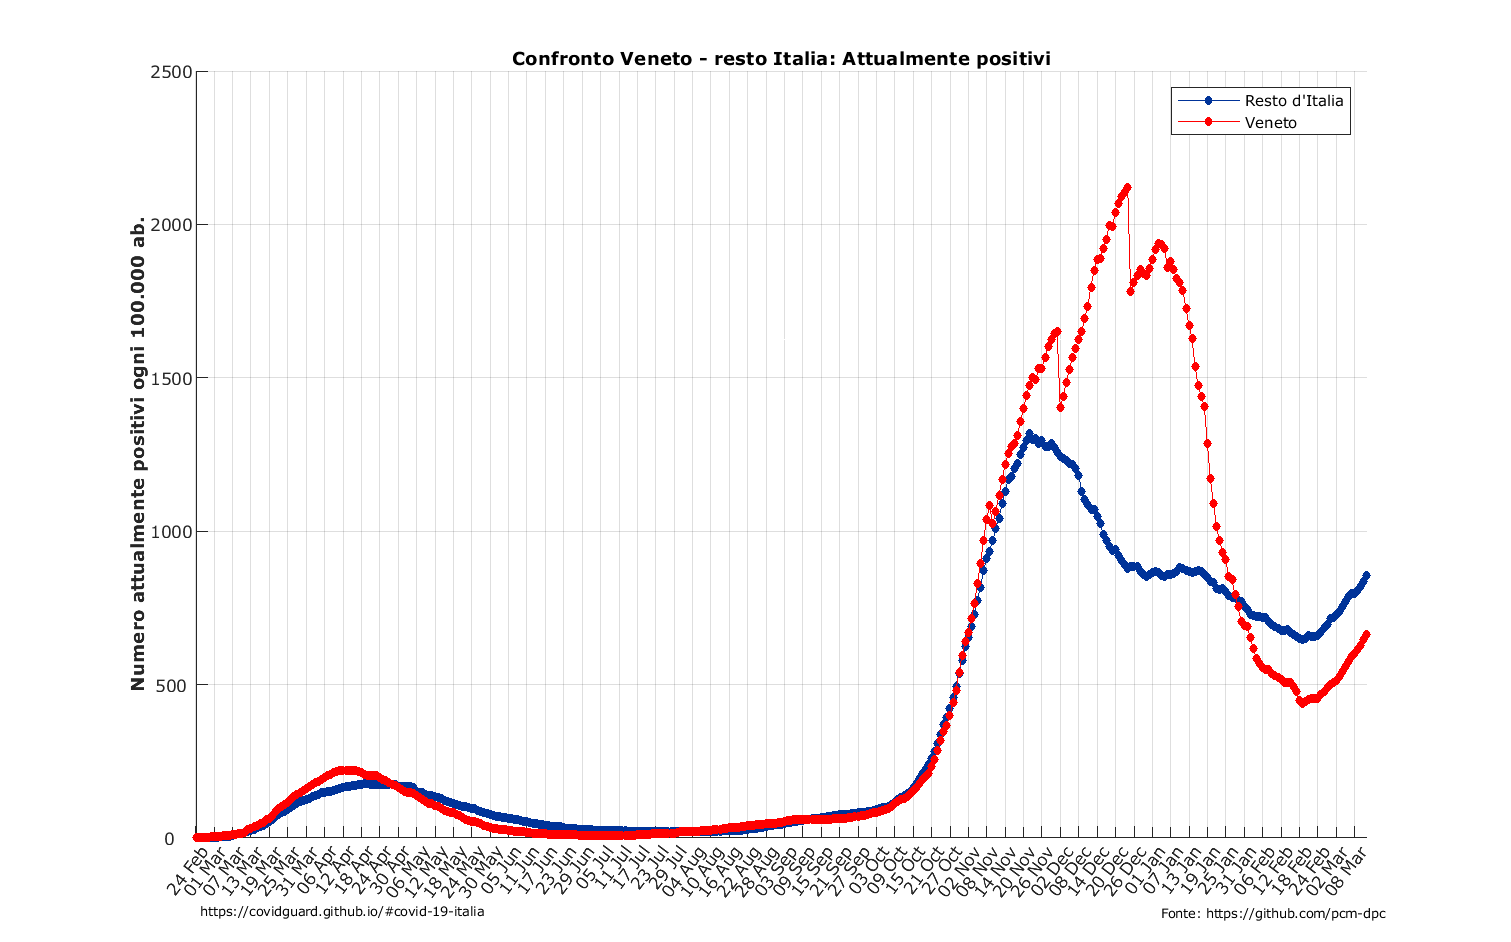 Confronto Veneto - resto Italia: Attualmente positivi
Resto d'Italia
Veneto
Numero attualmente positivi ogni 100.000 ab.
2500
2000
1500
1000
500
0
24 Feb
01 Mar
07 Mar
13 Mar
19 Mar
25 Mar
31 Mar
06 Apr
12 Apr
18 Apr
24 Apr
30 Apr
06 May
12 May
18 May
24 May
30 May
05 Jun
11 Jun
17 Jun
23 Jun
29 Jun
05 Jul
11 Jul
17 Jul
23 Jul
29 Jul
04 Aug
10 Aug
16 Aug
22 Aug
28 Aug
03 Sep
09 Sep
15 Sep
21 Sep
27 Sep
03 Oct
09 Oct
15 Oct
21 Oct
27 Oct
02 Nov
08 Nov
14 Nov
20 Nov
26 Nov
02 Dec
08 Dec
14 Dec
20 Dec
26 Dec
01 Jan
07 Jan
13 Jan
19 Jan
25 Jan
31 Jan
06 Feb
12 Feb
18 Feb
24 Feb
02 Mar
08 Mar
https://covidguard.github.io/#covid-19-italia
Fonte: https://github.com/pcm-dpc